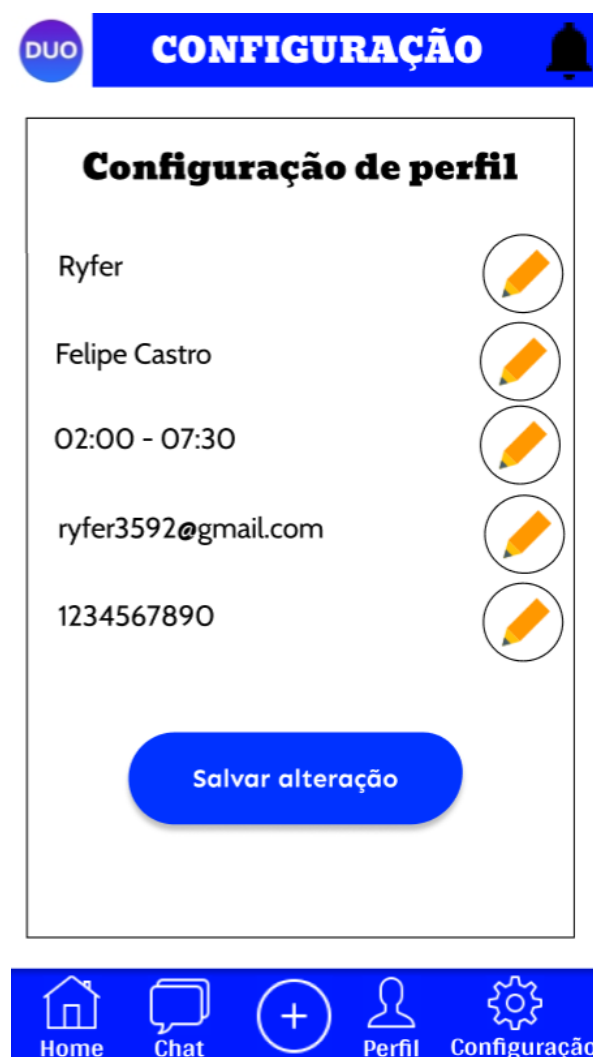 DUO
CONFIGURAÇÃO
Configuração de perfil
Ryfer
Felipe Castro
02:00 - 07:30
ryfer3592@gmail.com
1234567890
Salvar alteração
Home Chat Perfil Configuração